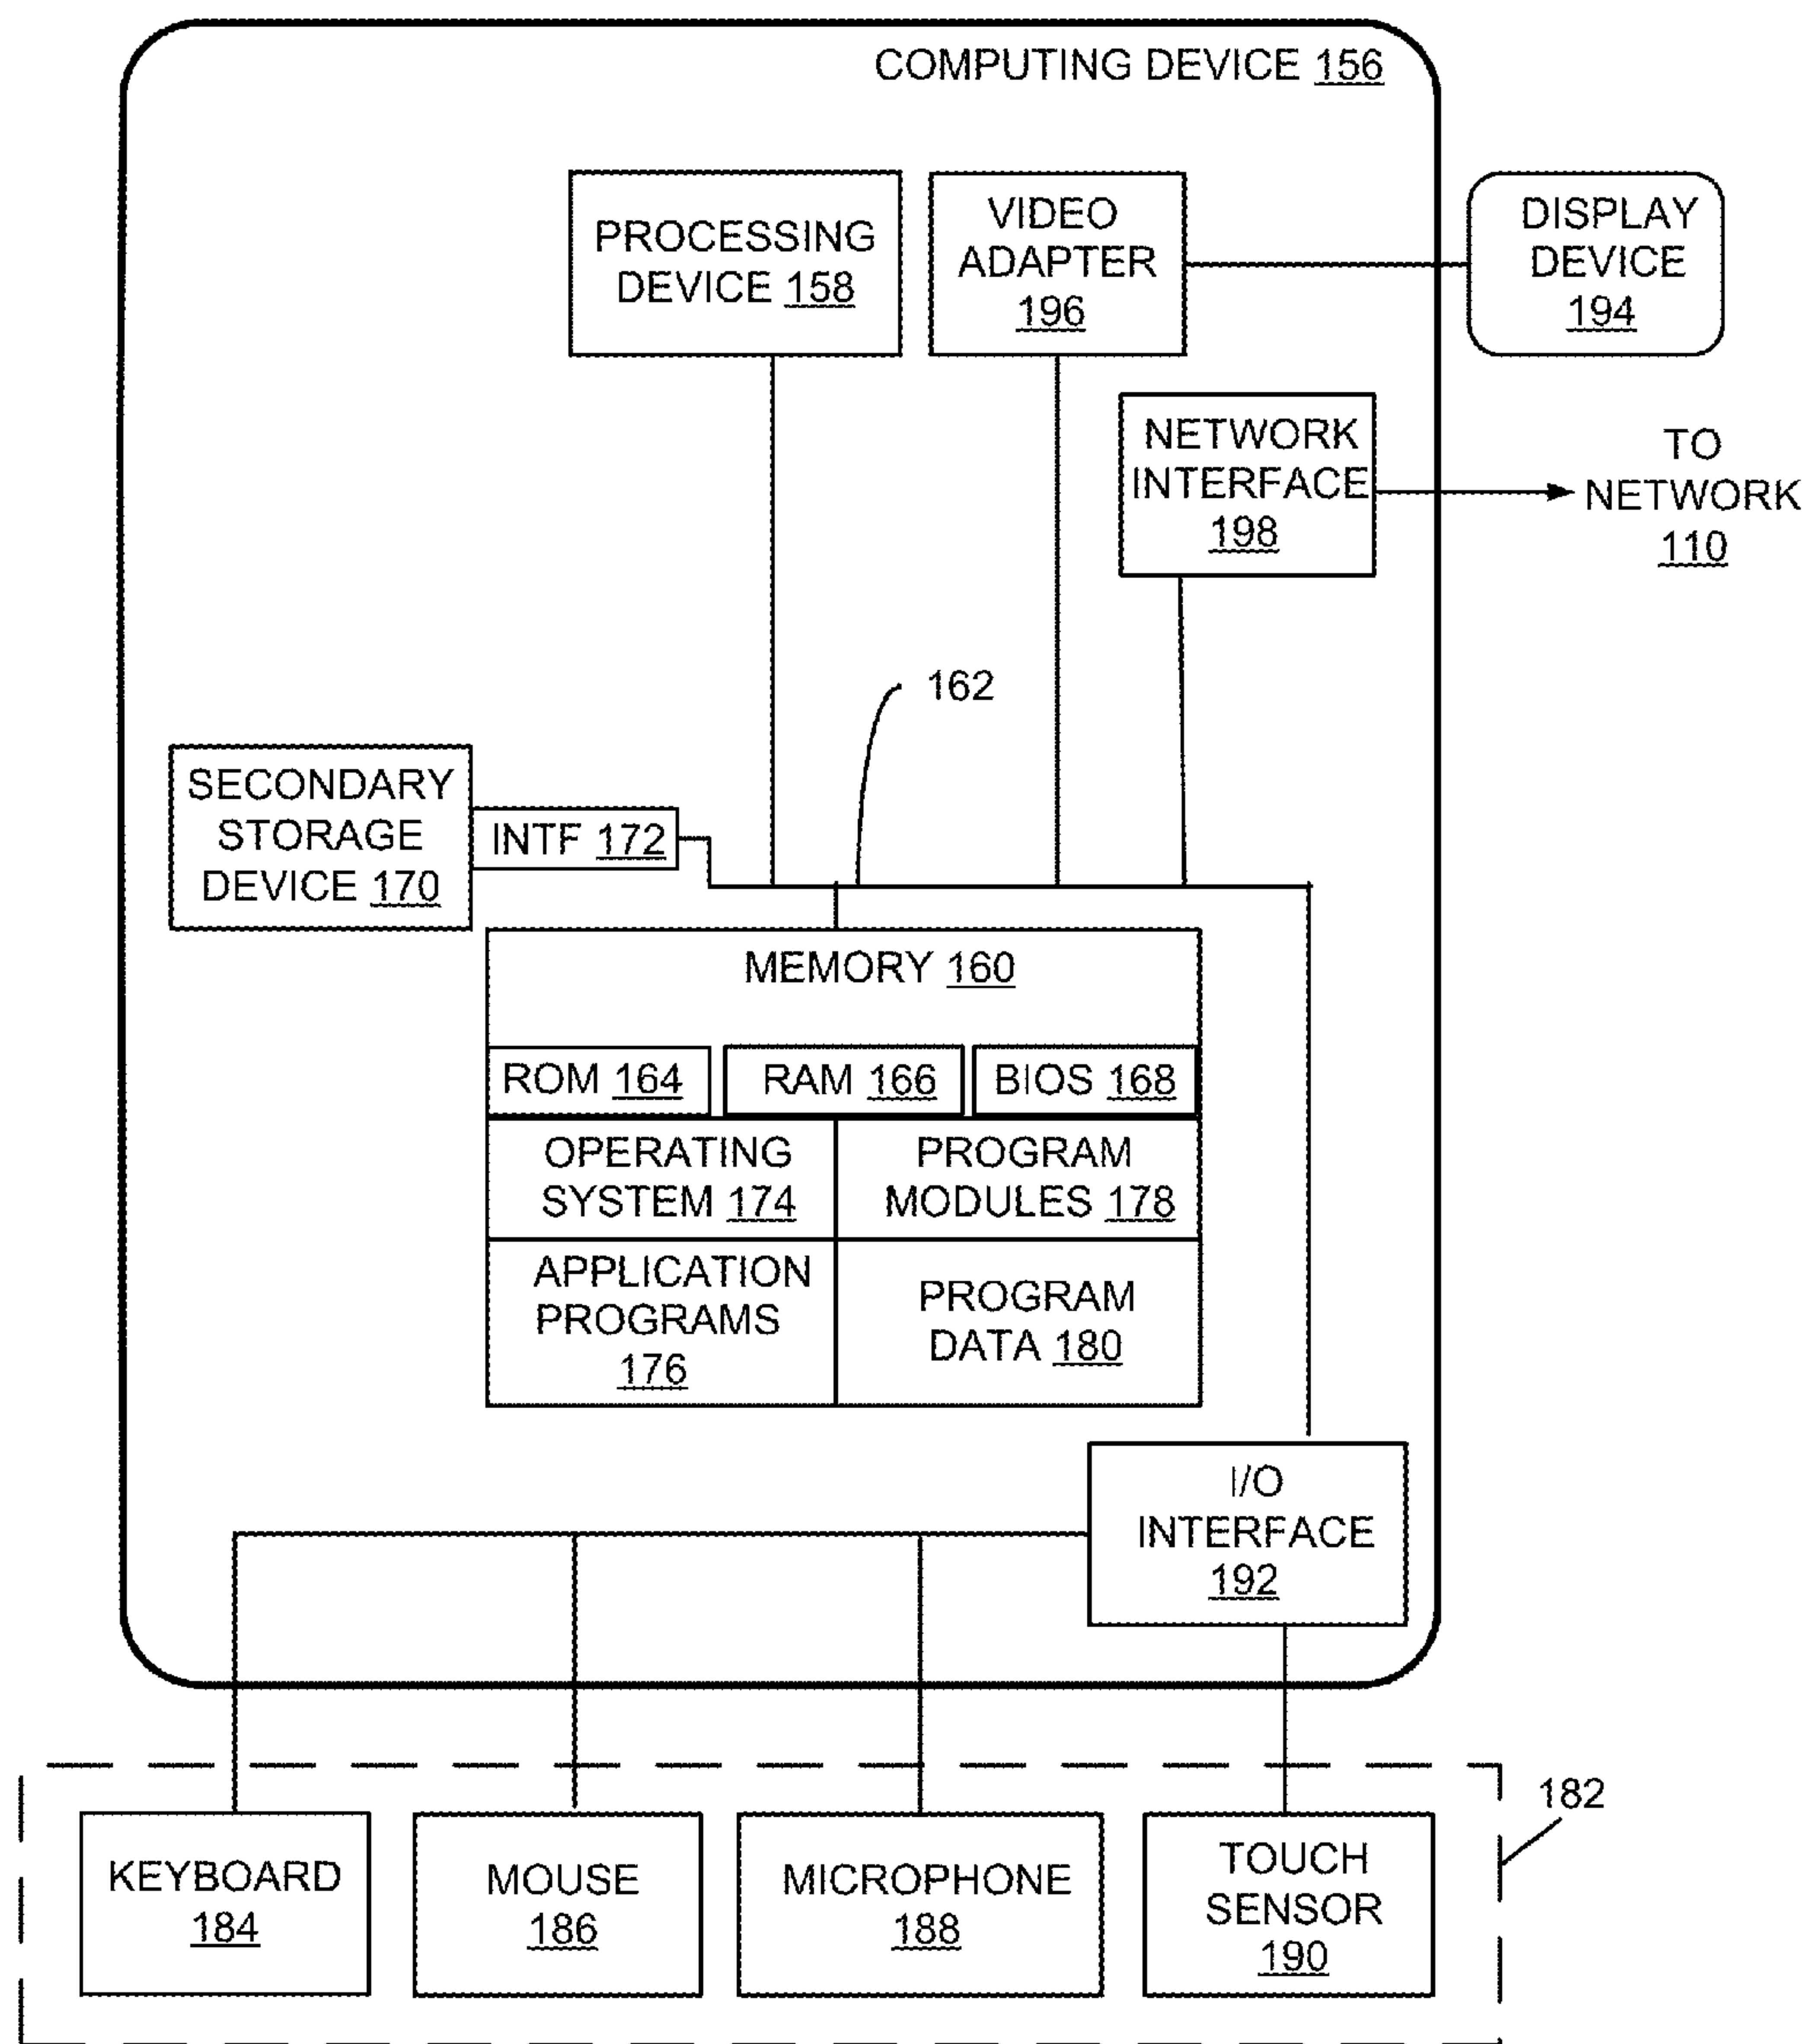 COMPUTING DEVICE 156
PROCESSING
DEVICE 158
VIDEO
ADAPTER
196
DISPLAY
DEVICE
194
NETWORK
INTERFACE
198
TO
NETWORK
110
162
SECONDARY
STORAGE
DEVICE 170
INTF 172
MEMORY 160
ROM 164
RAM 166
BIOS 168
OPERATING
SYSTEM 174
PROGRAM
MODULES 178
APPLICATION
PROGRAMS
176
PROGRAM
DATA 180
I/O
INTERFACE
192
182
KEYBOARD
184
MOUSE
186
MICROPHONE
188
TOUCH
SENSOR
190